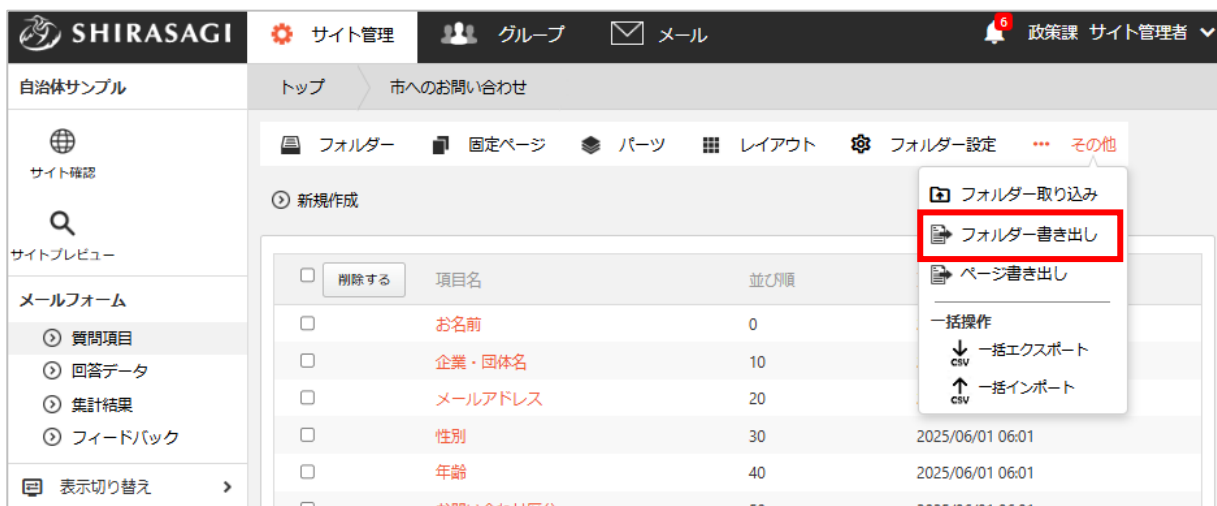 SHIRASAGI
サイト管理
グループ
メール
6
政策課 サイト管理者
自治体サンプル
トップ
市へのお問い合わせ
サイト確認
サイトプレビュー
メールフォーム
質問項目
回答データ
集計結果
フィードバック
表示切り替え
フォルダー
固定ページ
パーツ
レイアウト
フォルダー設定
その他
新規作成
フォルダー取り込み
フォルダー書き出し
ページ書き出し
一括操作
CSV 一括エクスポート
CSV 一括インポート
削除する 項目名 並び順
お名前 0
企業・団体名 10
メールアドレス 20
性別 30 2025/06/01 06:01
年齢 40 2025/06/01 06:01